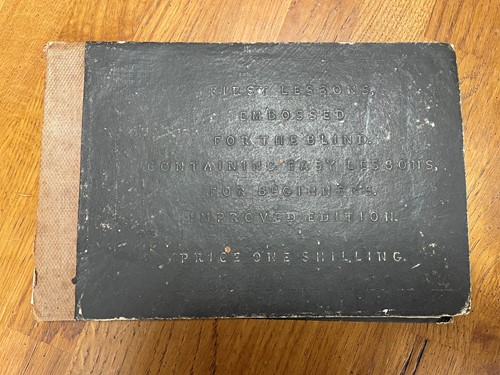 FIRST LESSONS,
EMBOSSED
FOR THE BLIND.
CONTAINING EASY LESSONS,
FOR BEGINNERS.
IMPROVED EDITION.
PRICE ONE SHILLING.